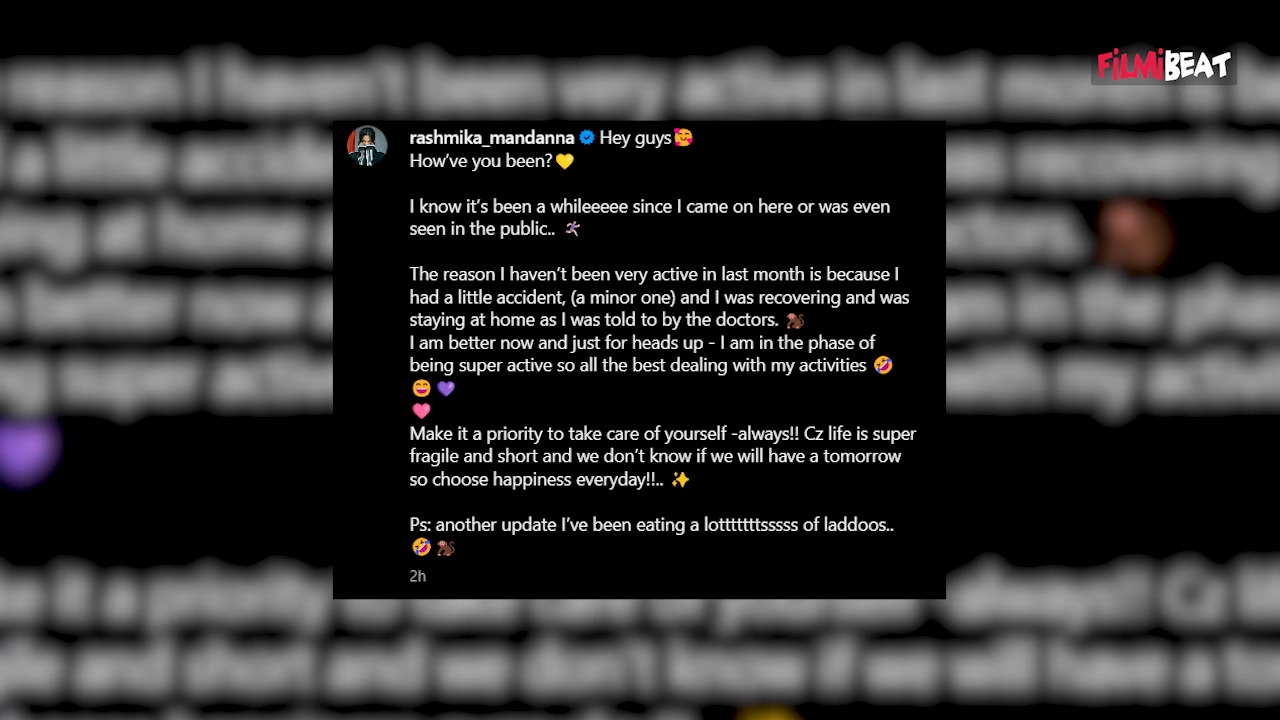 FILMIBEAT
rashmika_mandanna Hey guys🥰
How've you been?💛
I know it's been a whileeeee since I came on here or was even
seen in the public.. 🏃🏻‍♀️
The reason I haven't been very active in last month is because I
had a little accident, (a minor one) and I was recovering and was
staying at home as I was told to by the doctors. 🐒
I am better now and just for heads up - I am in the phase of
being super active so all the best dealing with my activities 🤣
😄💜
🩷
Make it a priority to take care of yourself -always!! Cz life is super
fragile and short and we don't know if we will have a tomorrow
so choose happiness everyday!!.. ✨
Ps: another update I've been eating a lotttttttsssss of laddoos..
🤣🐒
2h